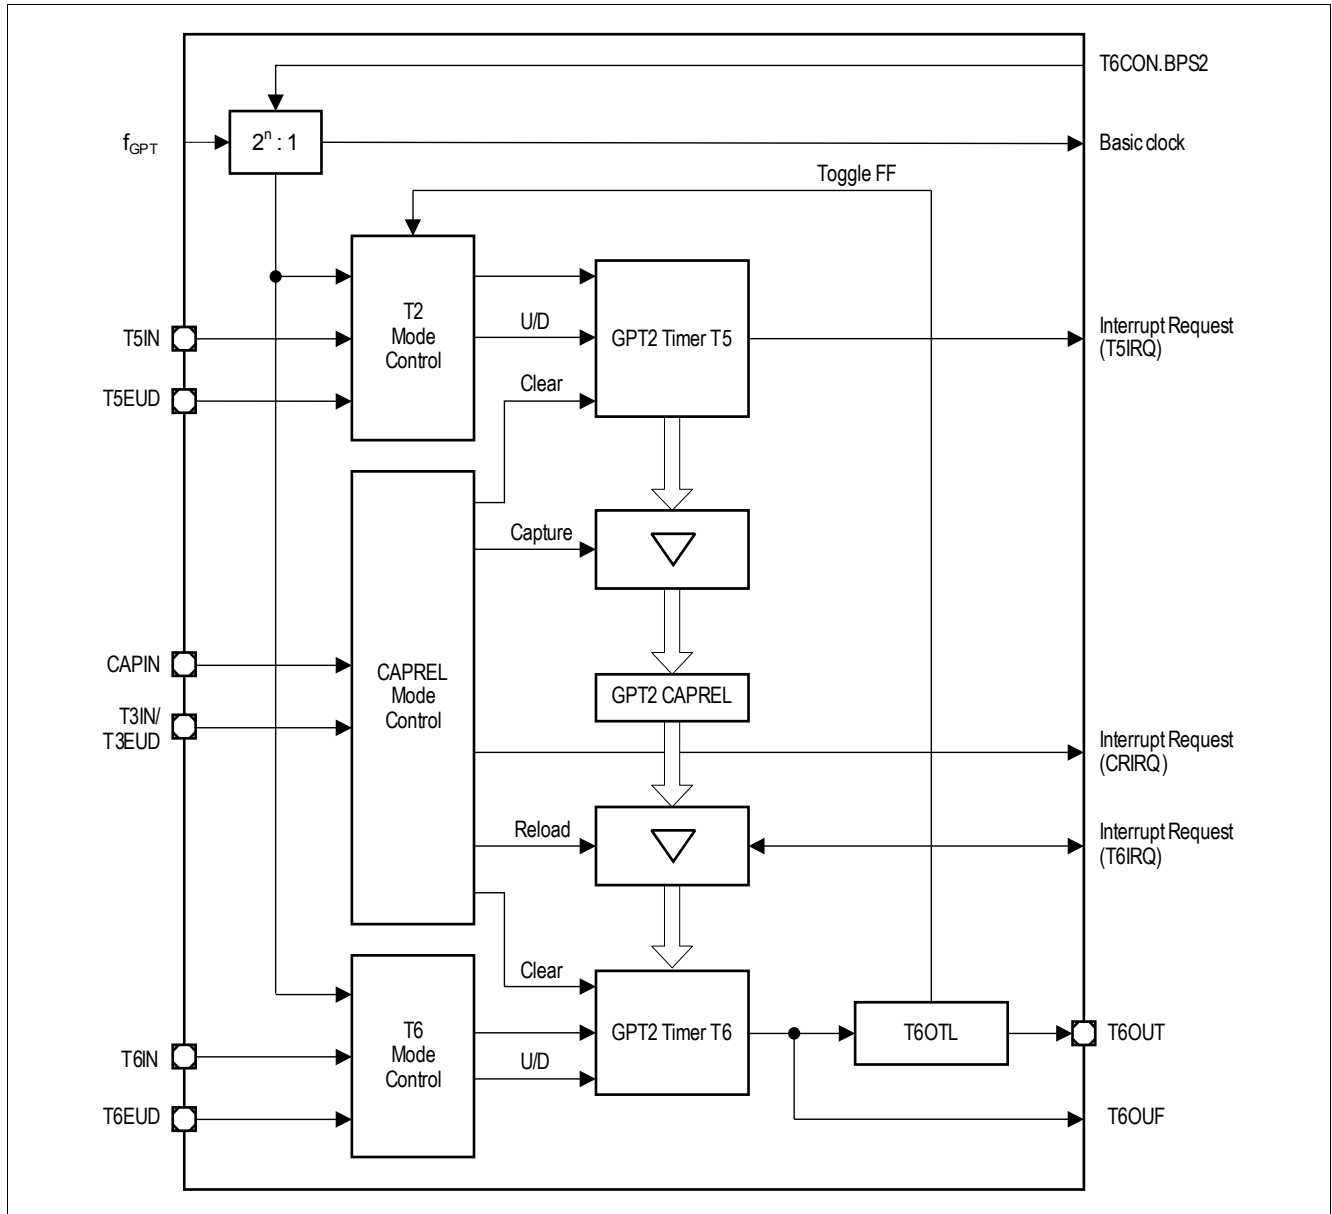 T6CON.BPS2
fGPT
2n : 1
Basic clock
Toggle FF
T2
Mode
Control
U/D
GPT2 Timer T5
Clear
T5IN
T5EUD
Interrupt Request
(T5IRQ)
Capture
CAPIN
T3IN/
T3EUD
CAPREL
Mode
Control
GPT2 CAPREL
Interrupt Request
(CRIRQ)
Reload
Interrupt Request
(T6IRQ)
Clear
T6
Mode
Control
U/D
GPT2 Timer T6
T6OTL
T6OUT
T6IN
T6EUD
T6OUF